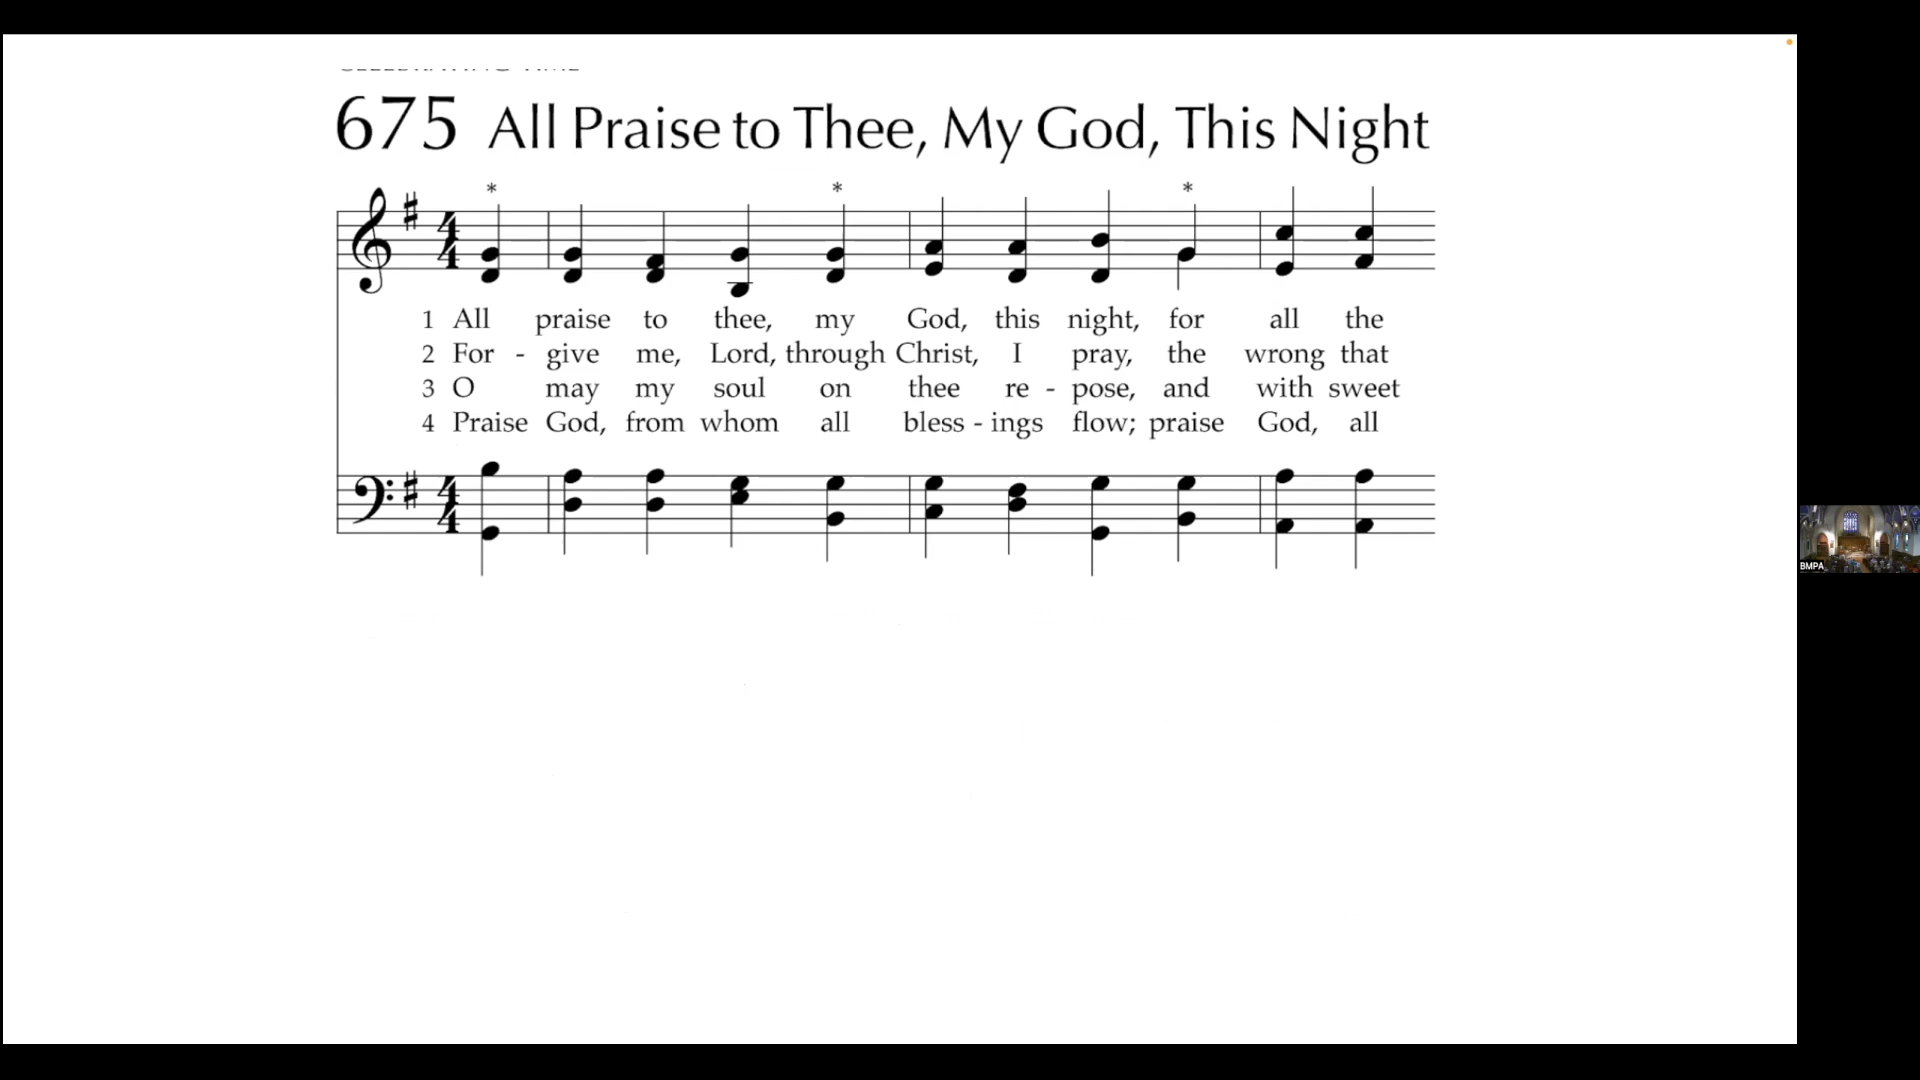 675 All Praise to Thee, My God, This Night
* * *
1 All praise to thee, my God, this night, for all the
2 For - give me, Lord, through Christ, I pray, the wrong that
3 O may my soul on thee re - pose, and with sweet
4 Praise God, from whom all bless - ings flow; praise God, all
BMPA